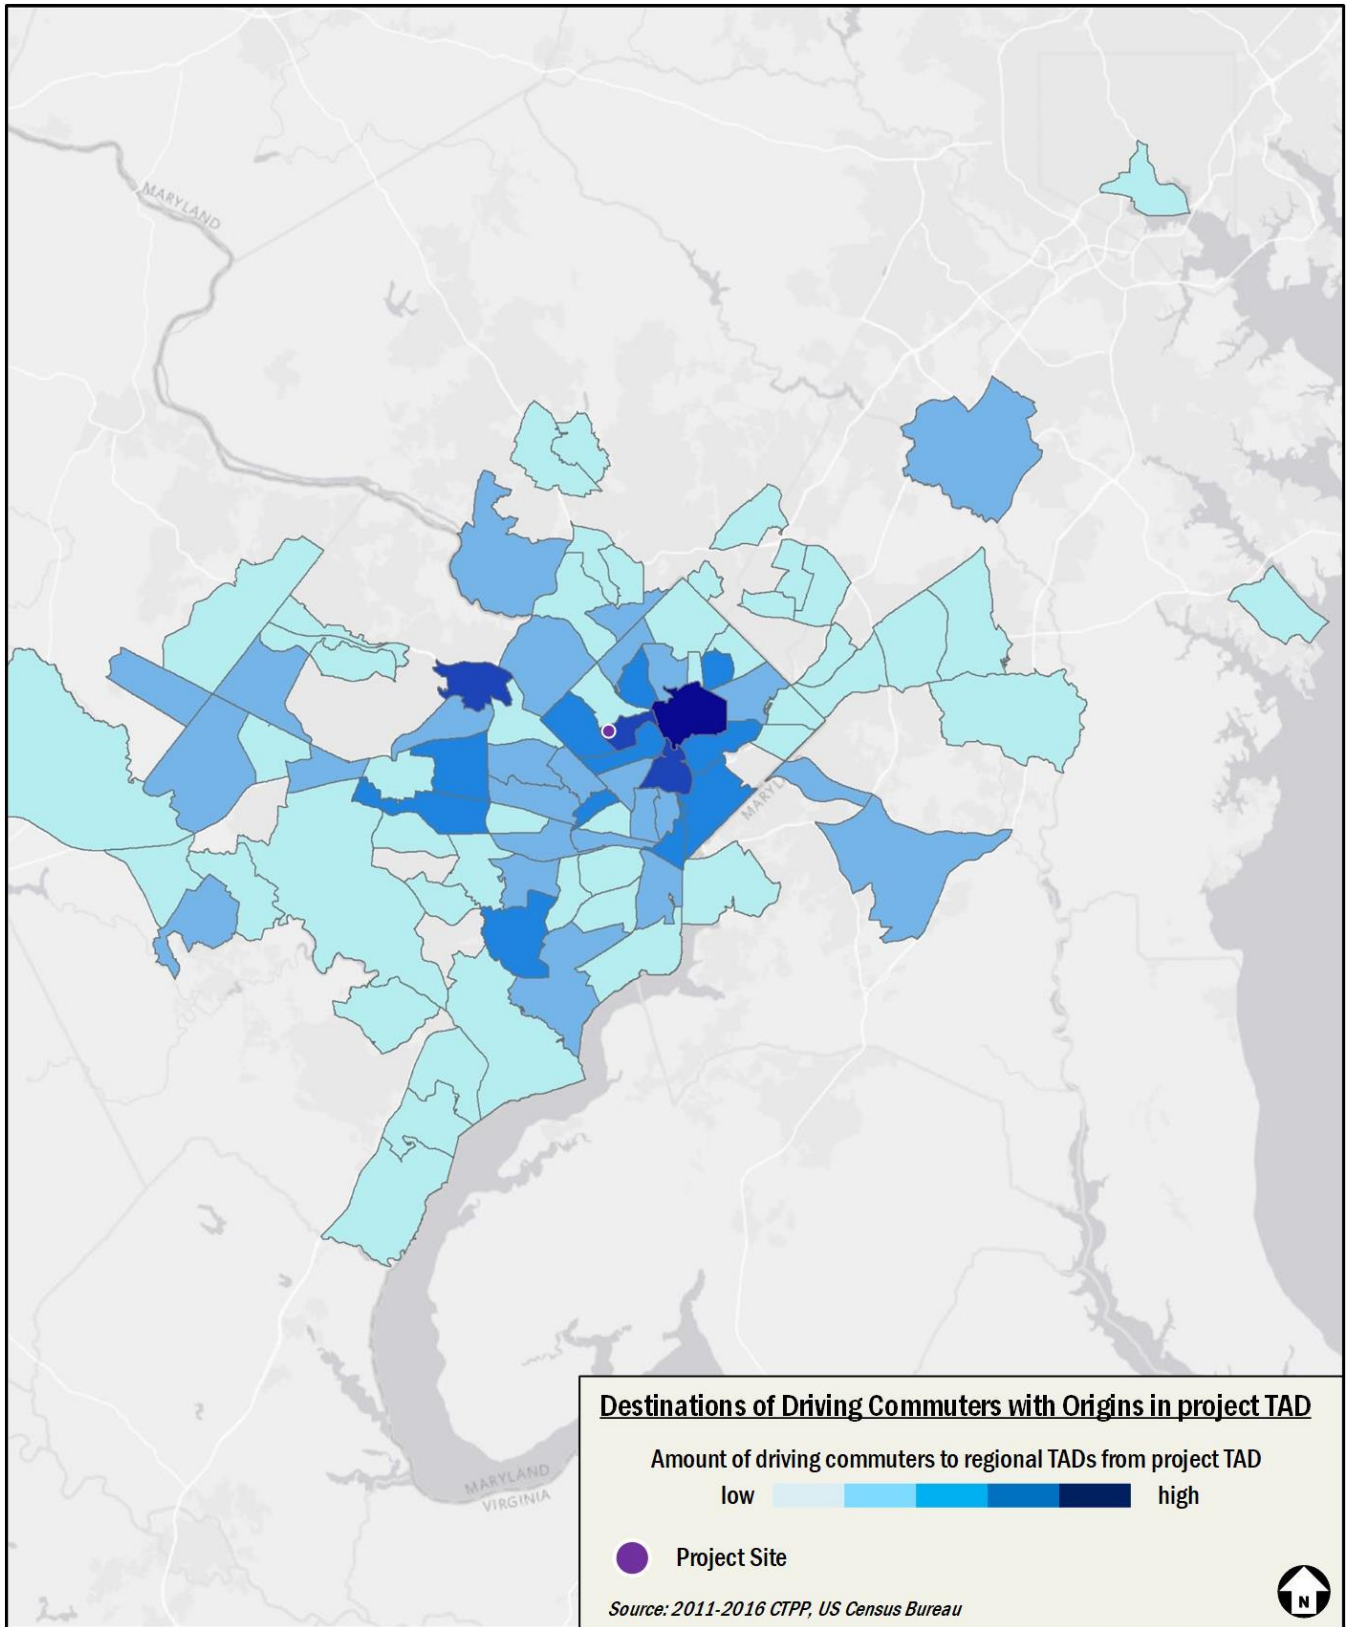 MARYLAND
MARYL
Destinations of Driving Commuters with Origins in project TAD
Amount of driving commuters to regional TADs from project TAD
low high
Project Site
MARYLAND
VIRGINIA
Source: 2011-2016 CTPP, US Census Bureau
N